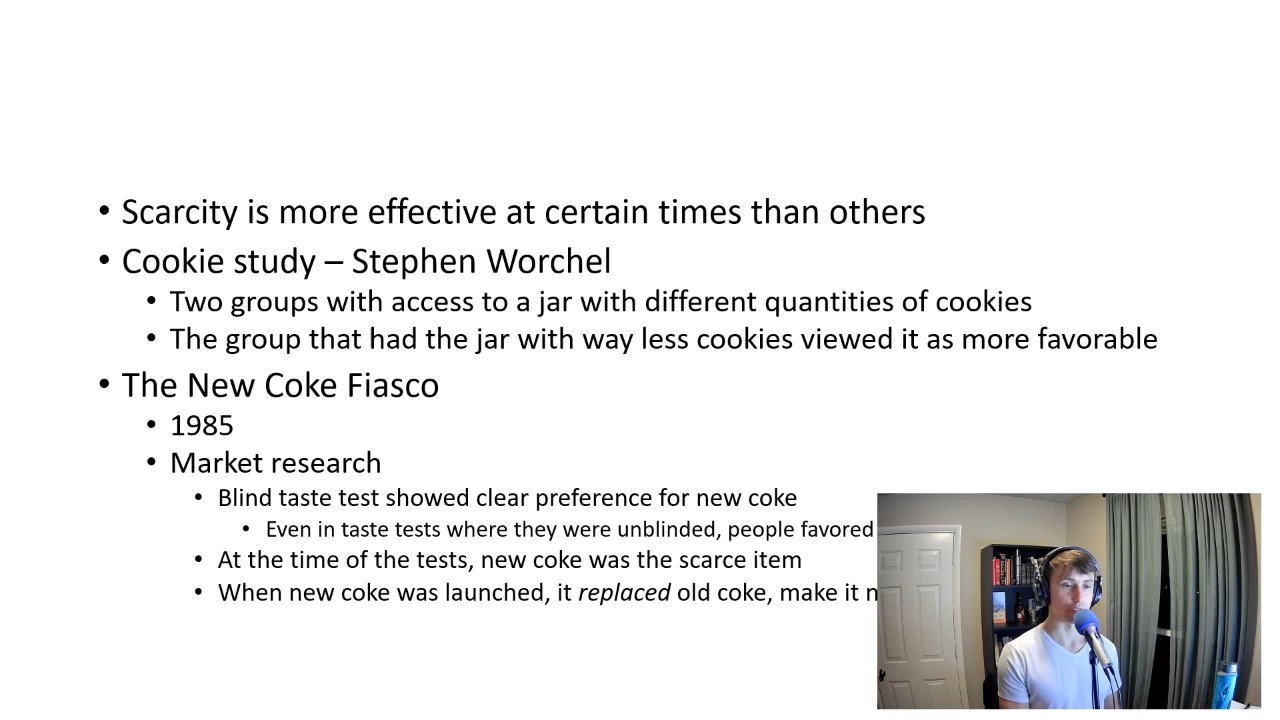 • Scarcity is more effective at certain times than others
• Cookie study – Stephen Worchel
• Two groups with access to a jar with different quantities of cookies
• The group that had the jar with way less cookies viewed it as more favorable
• The New Coke Fiasco
• 1985
• Market research
• Blind taste test showed clear preference for new coke
• Even in taste tests where they were unblinded, people favored
• At the time of the tests, new coke was the scarce item
• When new coke was launched, it replaced old coke, make it